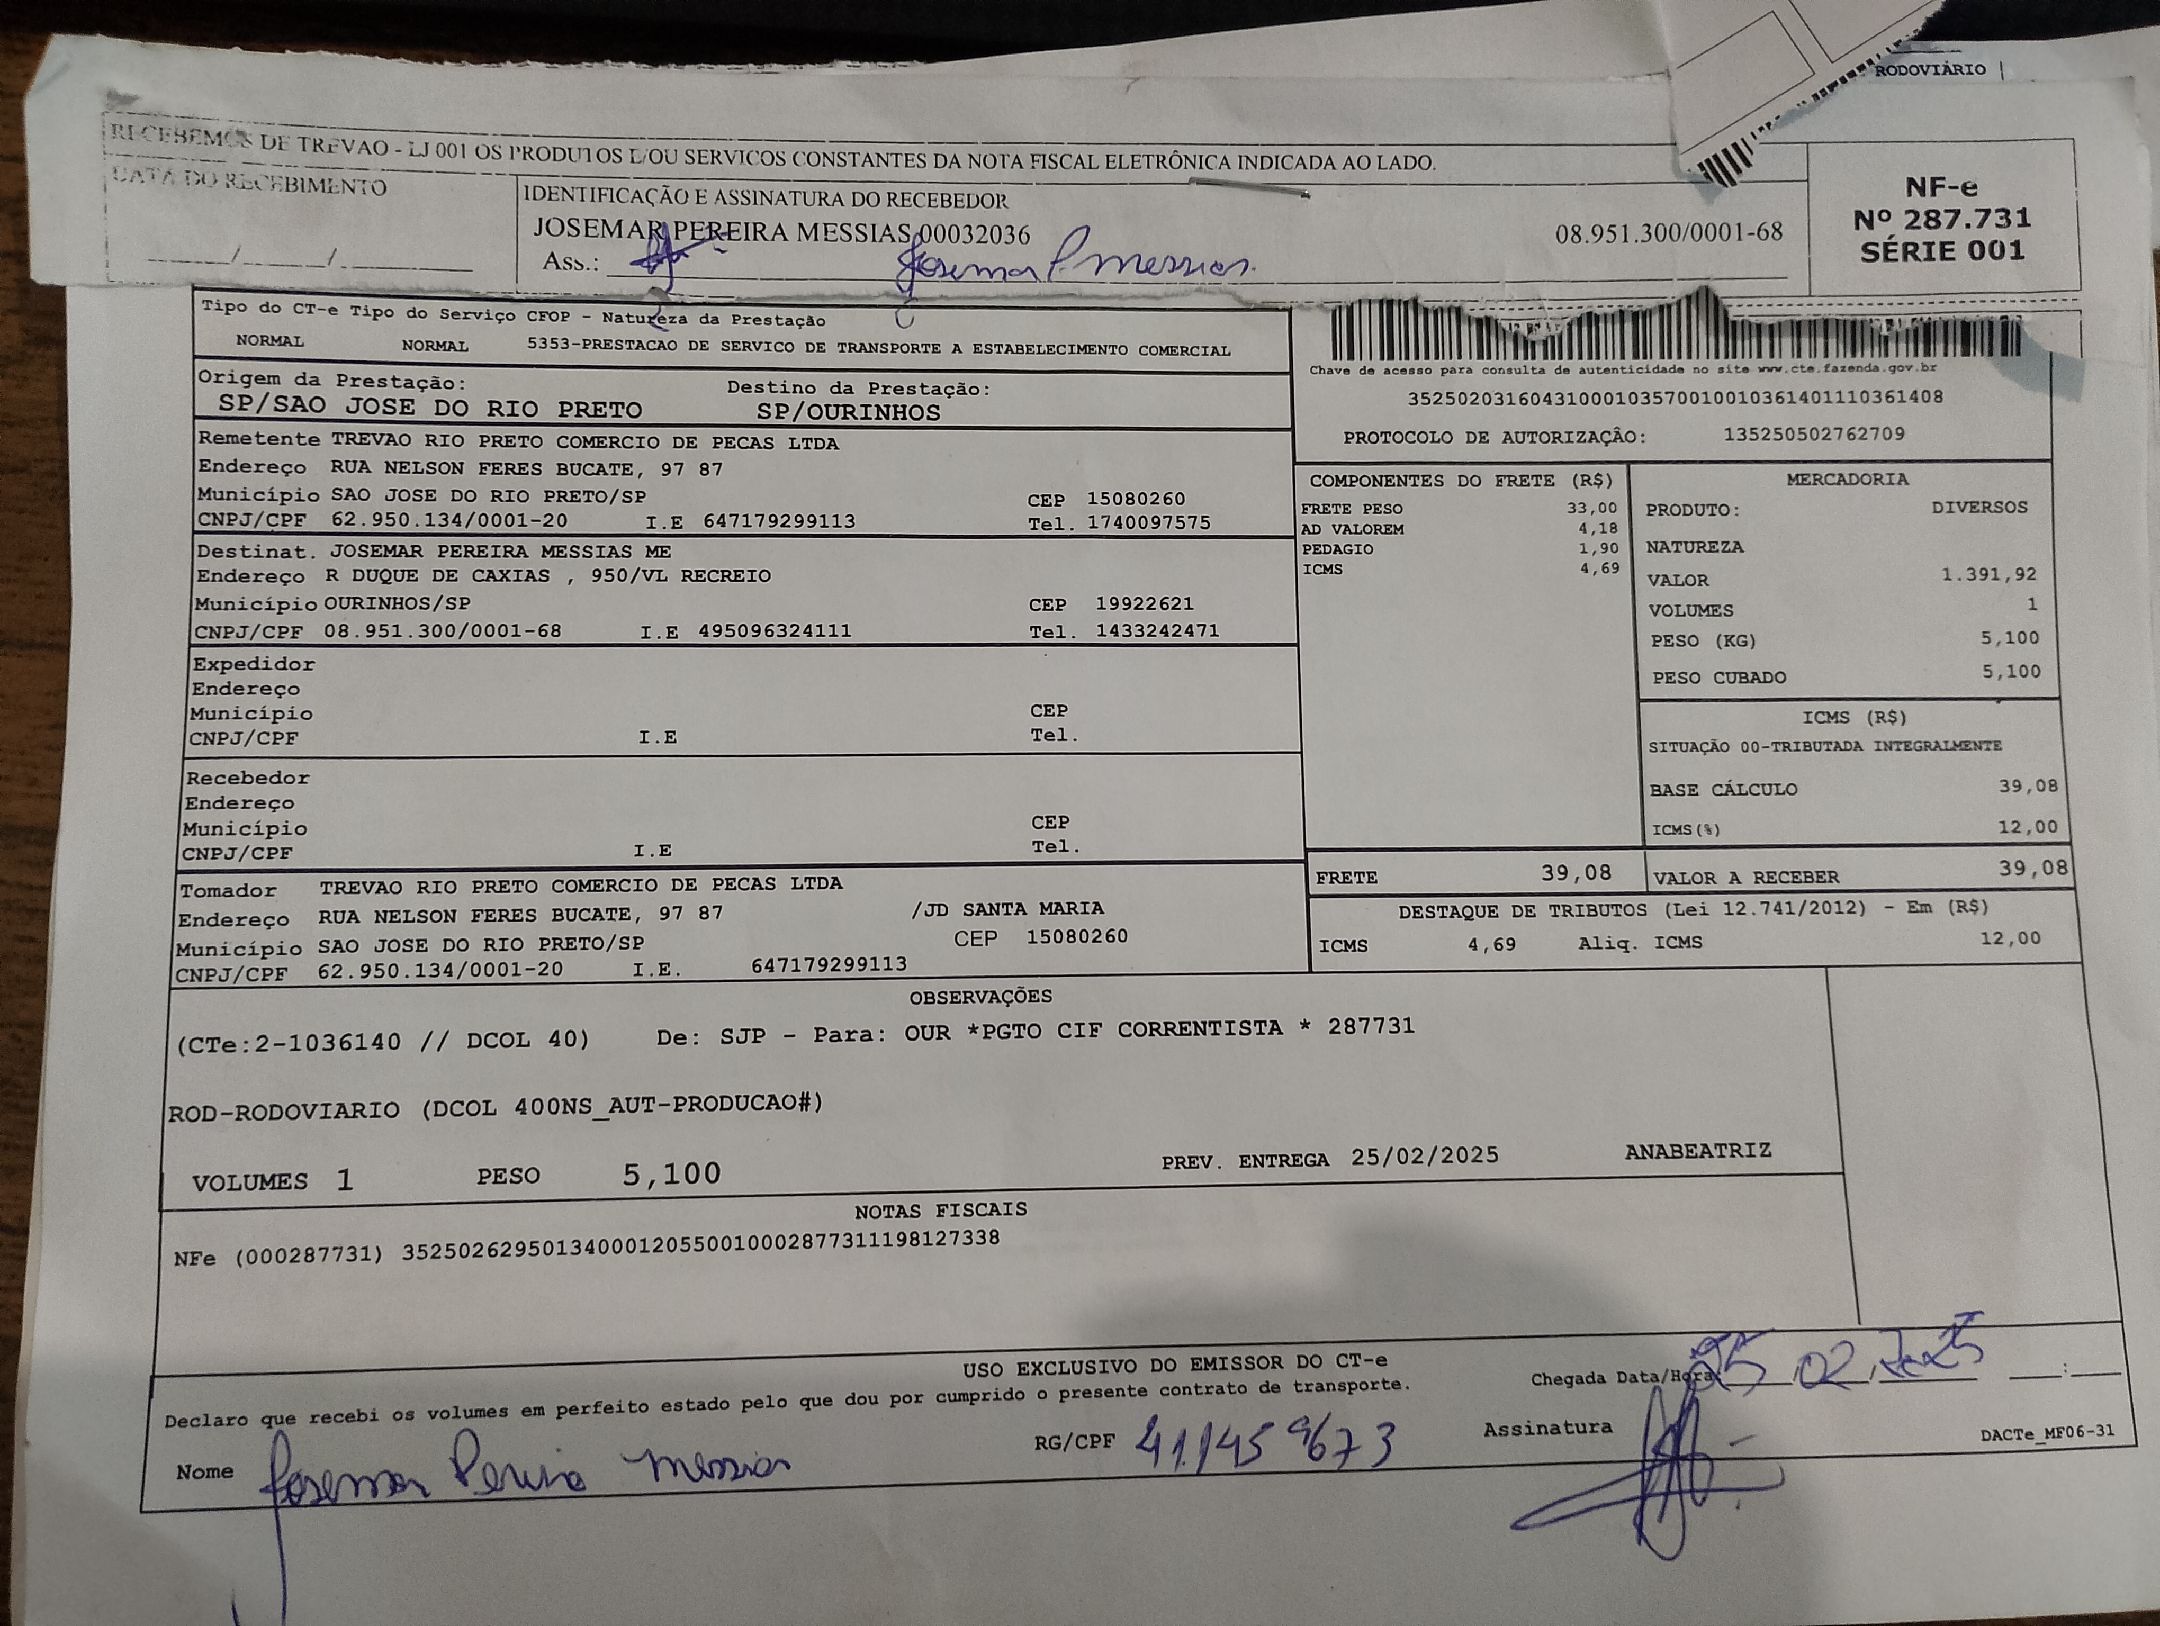 RODOVIÁRIO
RECEBEMOS DE TREVAO - LJ 001 OS PRODUTOS E/OU SERVICOS CONSTANTES DA NOTA FISCAL ELETRÔNICA INDICADA AO LADO.
DATA DO RECEBIMENTO
IDENTIFICAÇÃO E ASSINATURA DO RECEBEDOR
JOSEMAR PEREIRA MESSIAS 00032036 08.951.300/0001-68
___/___/___ Ass.: Josemar P. Messias
NF-e
Nº 287.731
SÉRIE 001
Tipo do CT-e Tipo do Serviço CFOP - Natureza da Prestação
NORMAL NORMAL 5353-PRESTACAO DE SERVICO DE TRANSPORTE A ESTABELECIMENTO COMERCIAL
Origem da Prestação: Destino da Prestação:
SP/SAO JOSE DO RIO PRETO SP/OURINHOS
Chave de acesso para consulta de autenticidade no site www.cte.fazenda.gov.br
35250203160431000103570010010361401110361408
PROTOCOLO DE AUTORIZAÇÃO: 135250502762709
Remetente TREVAO RIO PRETO COMERCIO DE PECAS LTDA
Endereço RUA NELSON FERES BUCATE, 97 87
Município SAO JOSE DO RIO PRETO/SP CEP 15080260
CNPJ/CPF 62.950.134/0001-20 I.E 647179299113 Tel. 1740097575
Destinat. JOSEMAR PEREIRA MESSIAS ME
Endereço R DUQUE DE CAXIAS , 950/VL RECREIO
Município OURINHOS/SP CEP 19922621
CNPJ/CPF 08.951.300/0001-68 I.E 495096324111 Tel. 1433242471
Expedidor
Endereço
Município CEP
CNPJ/CPF I.E Tel.
Recebedor
Endereço
Município CEP
CNPJ/CPF I.E Tel.
Tomador TREVAO RIO PRETO COMERCIO DE PECAS LTDA
Endereço RUA NELSON FERES BUCATE, 97 87 /JD SANTA MARIA
Município SAO JOSE DO RIO PRETO/SP CEP 15080260
CNPJ/CPF 62.950.134/0001-20 I.E. 647179299113
COMPONENTES DO FRETE (R$)
FRETE PESO 33,00
AD VALOREM 4,18
PEDAGIO 1,90
ICMS 4,69
MERCADORIA
PRODUTO: DIVERSOS
NATUREZA
VALOR 1.391,92
VOLUMES 1
PESO (KG) 5,100
PESO CUBADO 5,100
ICMS (R$)
SITUAÇÃO 00-TRIBUTADA INTEGRALMENTE
BASE CÁLCULO 39,08
ICMS(%) 12,00
FRETE 39,08 VALOR A RECEBER 39,08
DESTAQUE DE TRIBUTOS (Lei 12.741/2012) - Em (R$)
ICMS 4,69 Aliq. ICMS 12,00
OBSERVAÇÕES
(CTe:2-1036140 // DCOL 40) De: SJP - Para: OUR *PGTO CIF CORRENTISTA * 287731
ROD-RODOVIARIO (DCOL 400NS_AUT-PRODUCAO#)
VOLUMES 1 PESO 5,100 PREV. ENTREGA 25/02/2025 ANABEATRIZ
NOTAS FISCAIS
NFe (000287731) 35250262950134000120550010002877311198127338
USO EXCLUSIVO DO EMISSOR DO CT-e
Declaro que recebi os volumes em perfeito estado pelo que dou por cumprido o presente contrato de transporte.
Chegada Data/Hora: 25/02/2025 ___:___
Nome Josemar Pereira Messias RG/CPF 411459673 Assinatura
DACTe_MF06-31